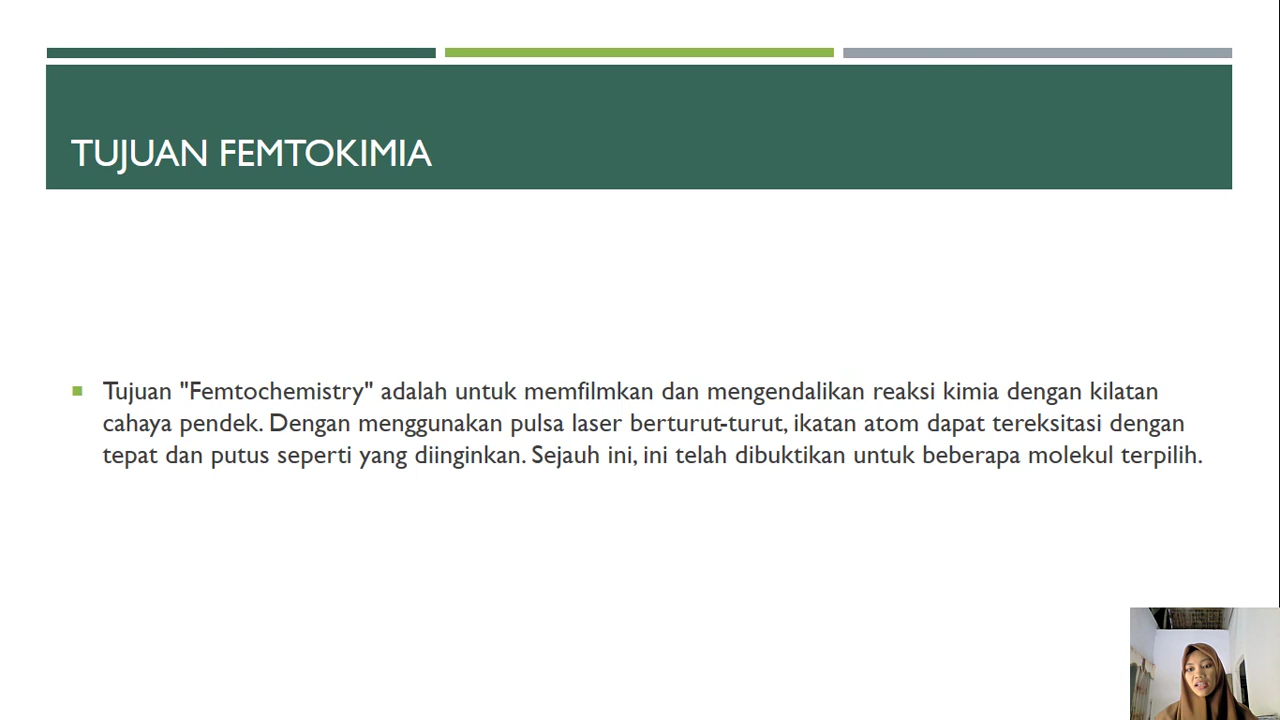 TUJUAN FEMTOKIMIA
Tujuan "Femtochemistry" adalah untuk memfilmkan dan mengendalikan reaksi kimia dengan kilatan
cahaya pendek. Dengan menggunakan pulsa laser berturut-turut, ikatan atom dapat tereksitasi dengan
tepat dan putus seperti yang diinginkan. Sejauh ini, ini telah dibuktikan untuk beberapa molekul terpilih.